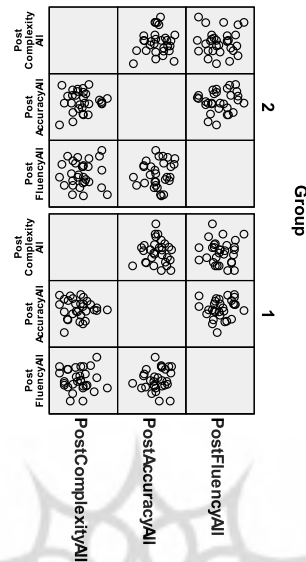 Group
2
1
Post
Complexity
All
Post
AccuracyAll
Post
FluencyAll
Post
Complexity
All
Post
AccuracyAll
Post
FluencyAll
PostFluencyAll
PostAccuracyAll
PostComplexityAll